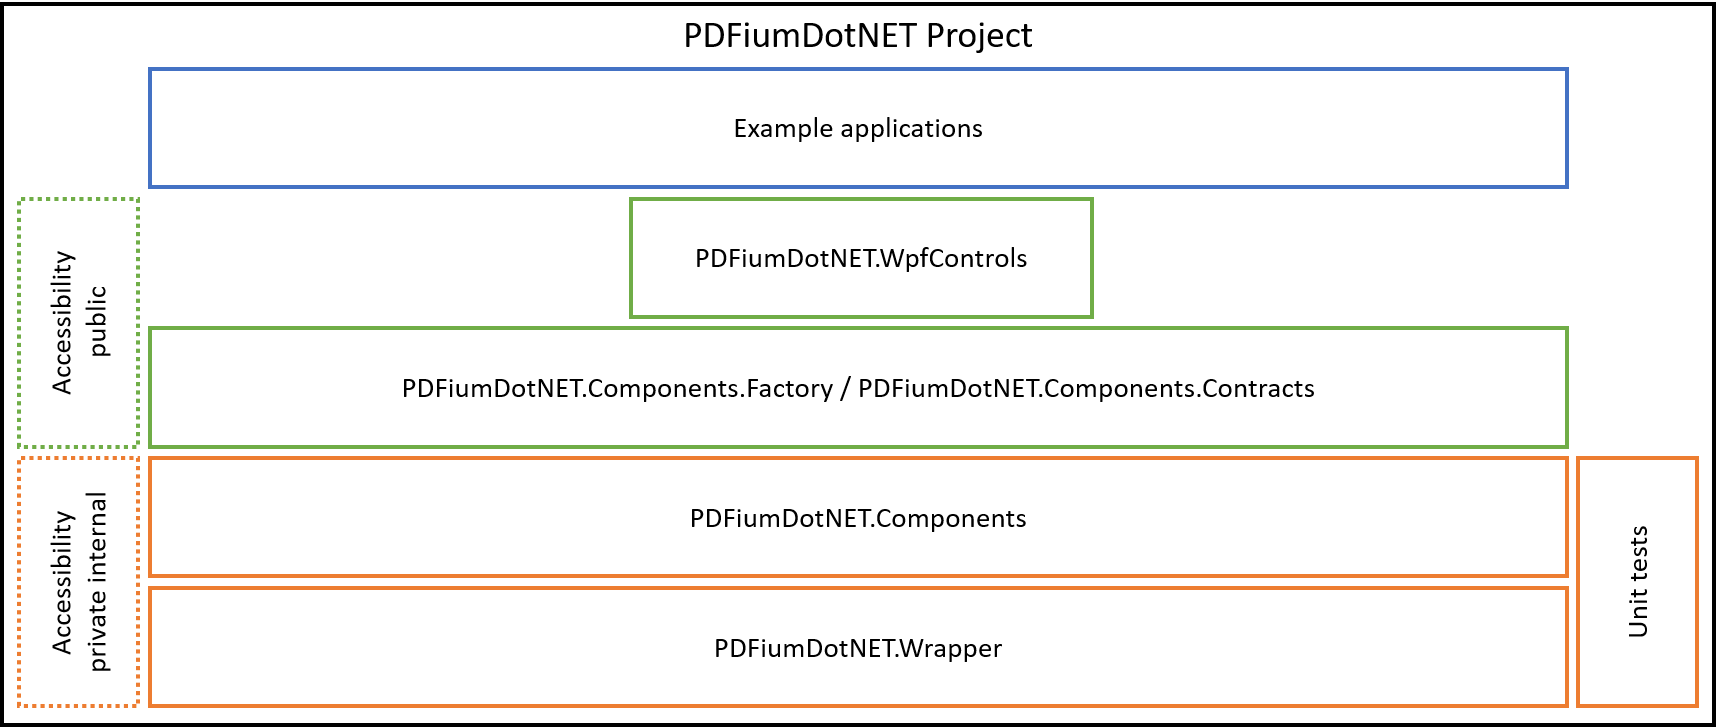 PDFiumDotNET Project
Example applications
Accessibility
public
PDFiumDotNET.WpfControls
PDFiumDotNET.Components.Factory / PDFiumDotNET.Components.Contracts
Accessibility
private internal
PDFiumDotNET.Components
PDFiumDotNET.Wrapper
Unit tests